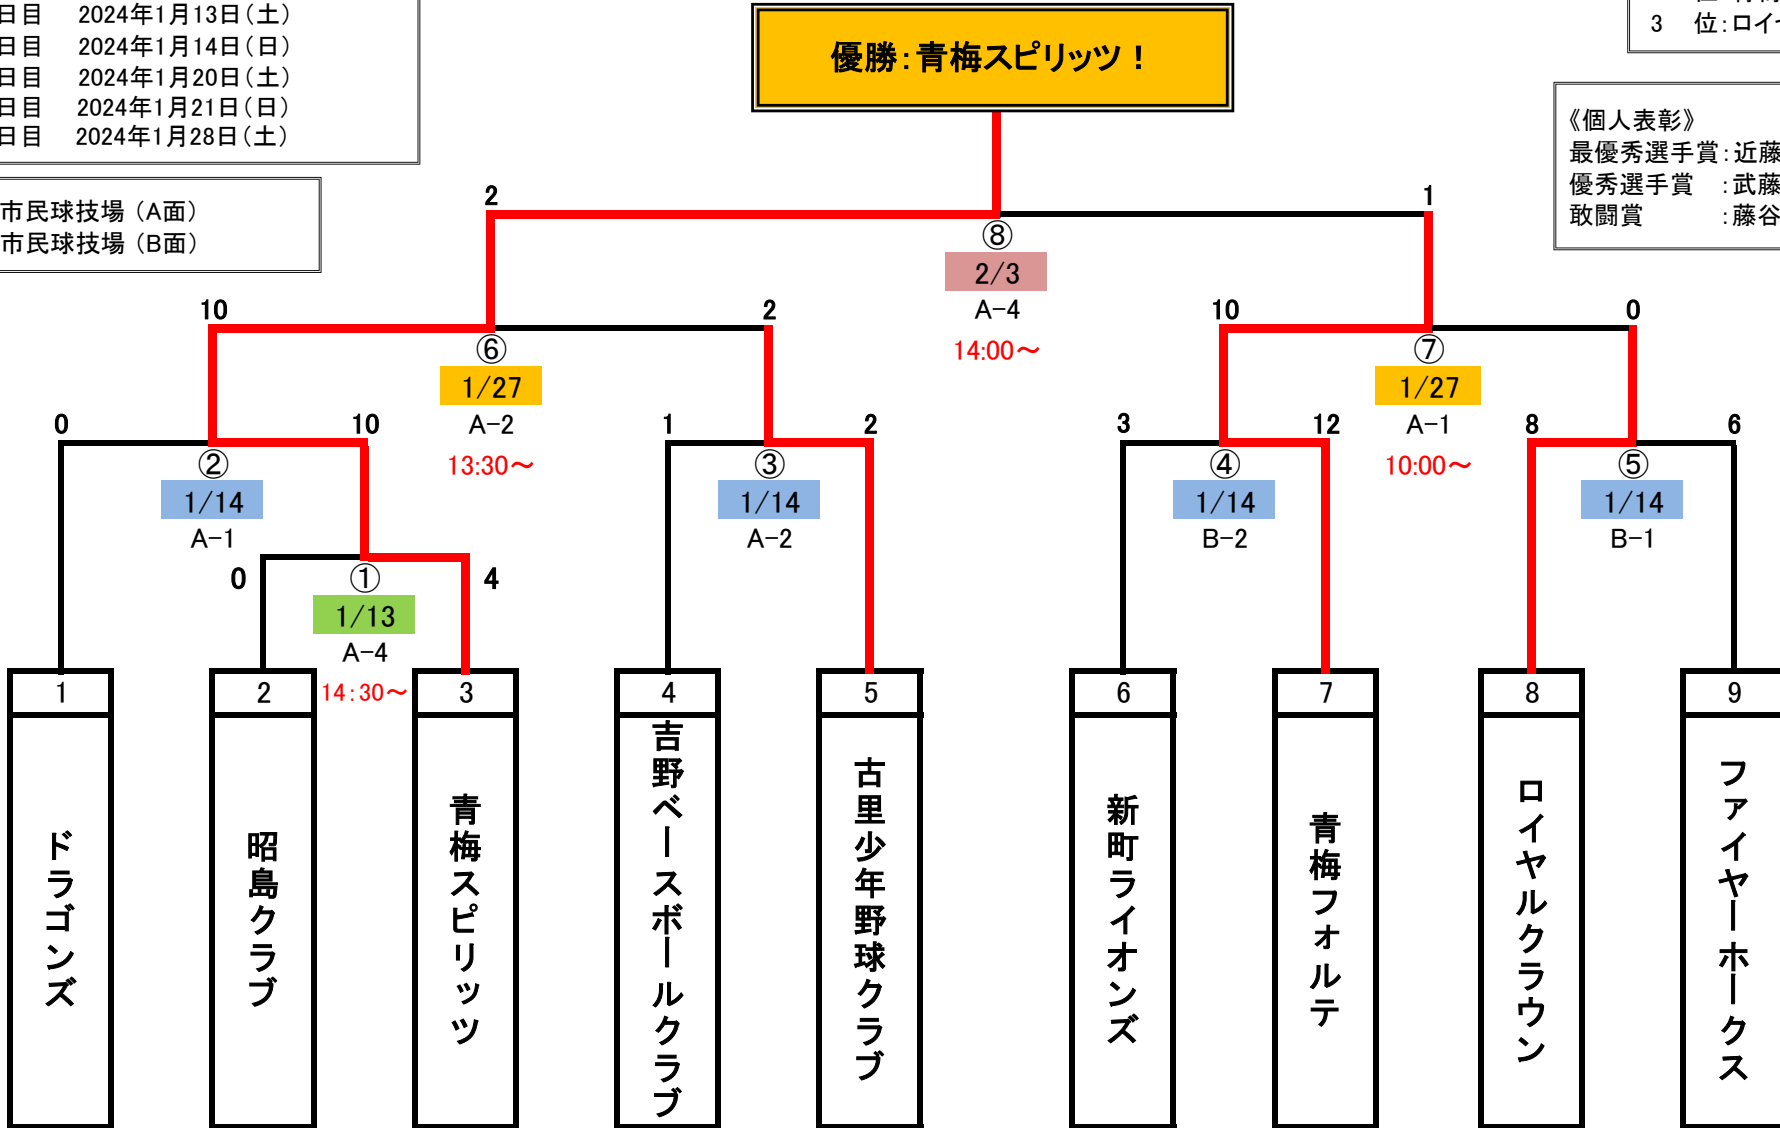 日目 2024年1月13日(土)
日目 2024年1月14日(日)
日目 2024年1月20日(土)
日目 2024年1月21日(日)
日目 2024年1月28日(土)
市民球技場 (A面)
市民球技場 (B面)
優勝:青梅スピリッツ!
3 位:ロイ
《個人表彰》
最優秀選手賞:近藤
優秀選手賞 :武藤
敢闘賞 :藤谷
2
1
⑧
2/3
A-4
14:00~
10
2
10
0
⑥
1/27
A-2
13:30~
⑦
1/27
A-1
10:00~
0
10
1
2
3
12
8
6
②
1/14
A-1
③
1/14
A-2
④
1/14
B-2
⑤
1/14
B-1
0
4
①
1/13
A-4
14:30~
1
2
3
4
5
6
7
8
9
ドラゴンズ
昭島クラブ
青梅スピリッツ
吉野ベースボールクラブ
古里少年野球クラブ
新町ライオンズ
青梅フォルテ
ロイヤルクラウン
ファイヤーホークス